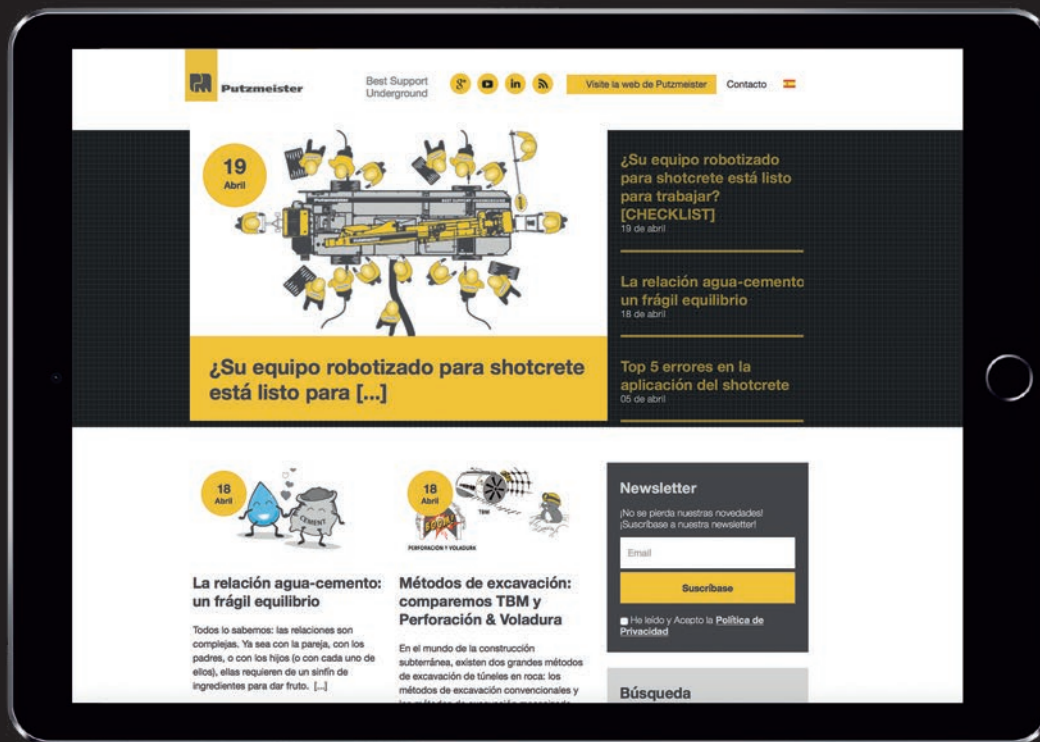 Putzmeister
Best Support
Underground
g+
in
Visite la web de Putzmeister
Contacto
19
Abril
Putzmeister
¿Su equipo robotizado para shotcrete
está listo para [...]
¿Su equipo robotizado
para shotcrete está listo
para trabajar?
[CHECKLIST]
19 de abril
La relación agua-cemento
un frágil equilibrio
18 de abril
Top 5 errores en la
aplicación del shotcrete
05 de abril
18
Abril
CEMENT
La relación agua-cemento:
un frágil equilibrio
Todos lo sabemos: las relaciones son
complejas. Ya sea con la pareja, con los
padres, o con los hijos (o con cada uno de
ellos), ellas requieren de un sinfín de
ingredientes para dar fruto. [...]
18
Abril
TBM
BOOM!
PERFORACIÓN Y VOLADURA
Métodos de excavación:
comparemos TBM y
Perforación & Voladura
En el mundo de la construcción
subterránea, existen dos grandes métodos
de excavación de túneles en roca: los
métodos de excavación convencionales y
Newsletter
¡No se pierda nuestras novedades!
¡Suscríbase a nuestra newsletter!
Email
Suscríbase
He leído y Acepto la Política de
Privacidad
Búsqueda